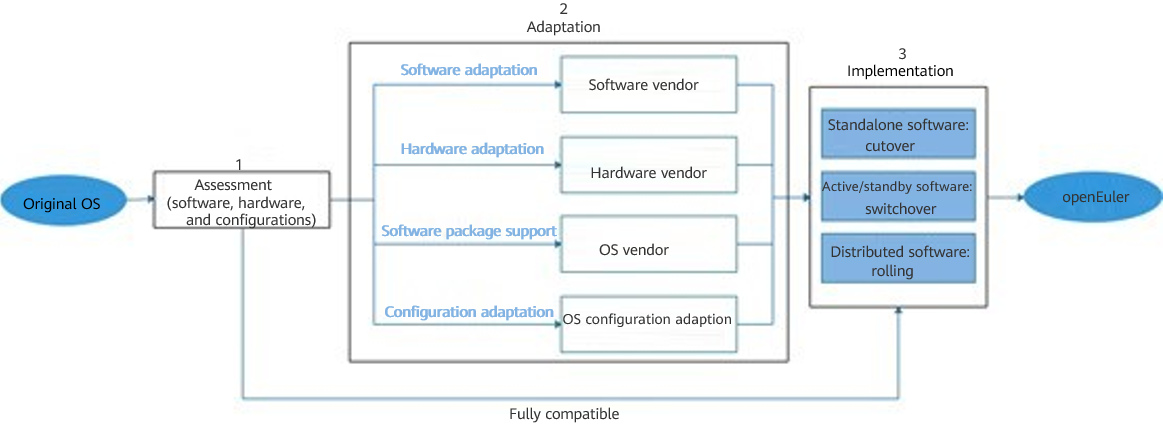 2
Adaptation
Software adaptation
Software vendor
Hardware adaptation
Hardware vendor
Software package support
OS vendor
Configuration adaptation
OS configuration adaption
3
Implementation
Standalone software:
cutover
Active/standby software:
switchover
Distributed software:
rolling
1
Assessment
(software, hardware,
and configurations)
Original OS
openEuler
Fully compatible